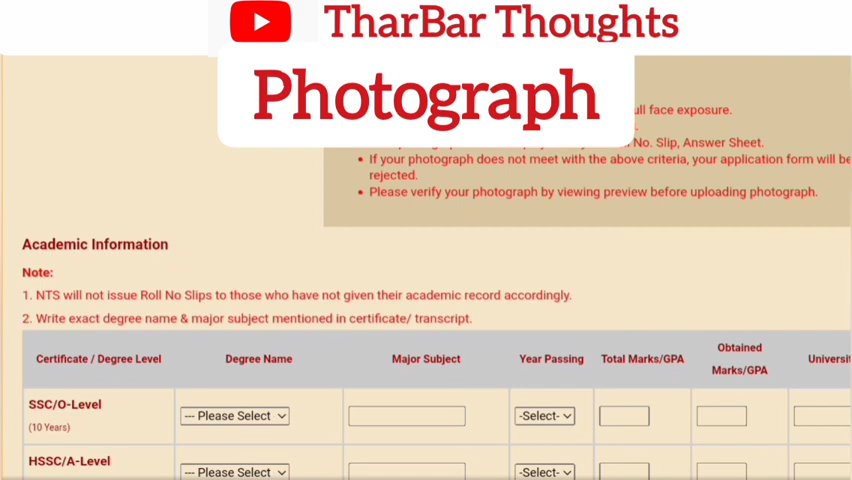 TharBar Thoughts
Photograph
ull face exposure.
No. Slip, Answer Sheet.
• If your photograph does not meet with the above criteria, your application form will be
rejected.
• Please verify your photograph by viewing preview before uploading photograph.
Academic Information
Note:
1. NTS will not issue Roll No Slips to those who have not given their academic record accordingly.
2. Write exact degree name & major subject mentioned in certificate/ transcript.
Certificate / Degree Level Degree Name Major Subject Year Passing Total Marks/GPA Obtained Marks/GPA Universit
SSC/O-Level --- Please Select -Select-
(10 Years)
HSSC/A-Level --- Please Select -Select-